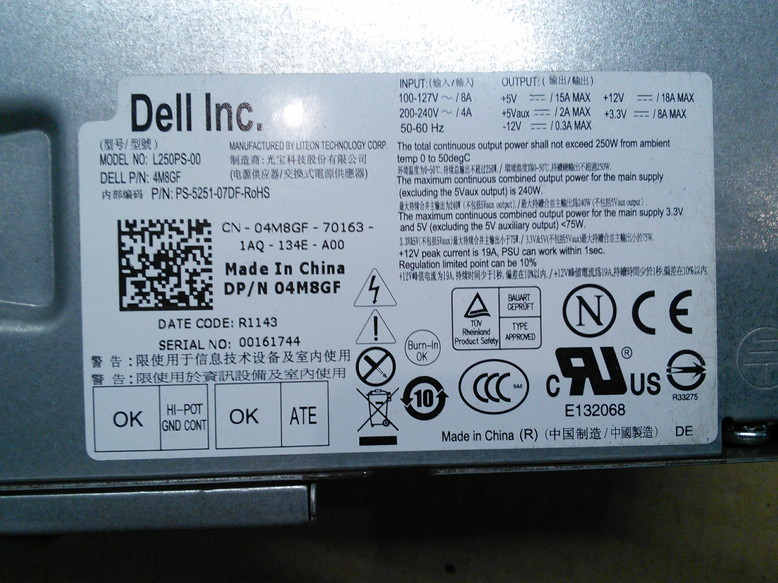 Dell Inc.
(型号/型號)
MODEL NO: L250PS-00
DELL P/N: 4M8GF
内部编码 P/N: PS-5251-07DF-RoHS
MANUFACTURED BY LITEON TECHNOLOGY CORP.
制造商:光宝科技股份有限公司
(电源供应器/交換式電源供應器)
INPUT: (输入/輸入)
100-127V ~ / 8A
200-240V ~ / 4A
50-60 Hz
OUTPUT: (输出/輸出)
+5V ⎓ / 15A MAX +12V ⎓ / 18A MAX
+5Vaux ⎓ / 2A MAX +3.3V ⎓ / 8A MAX
-12V ⎓ / 0.3A MAX
The total continuous output power shall not exceed 250W from ambient
temp 0 to 50degC
The maximum continuous combined output power for the main supply
(excluding the 5Vaux output) is 240W.
The maximum continuous combined output power for the main supply 3.3V
and 5V (excluding the 5V auxiliary output) <75W.
+12V peak current is 19A, PSU can work within 1sec.
Regulation limited point can be 10%
CN - 04M8GF - 70163 -
1AQ - 134E - A00
Made In China
DP/N 04M8GF
DATE CODE: R1143
SERIAL NO: 00161744
警告:限使用于信息技术设备及室内使用
警告:限使用於資訊設備及室內使用
OK
HI-POT
GND CONT
OK
ATE
Burn-In
OK
TÜV
Rheinland
Product Safety
BAUART
GEPRÜFT
TYPE
APPROVED
N
CE
10
CCC
S&E
c RU ® US
E132068
R33275
Made in China (R) (中国制造/中國製造) DE